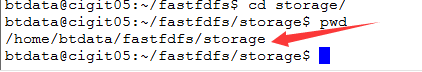 btdata@cigit05:~/fastfdfs$ cd storage/
btdata@cigit05:~/fastfdfs/storage$ pwd
/home/btdata/fastfdfs/storage
btdata@cigit05:~/fastfdfs/storage$